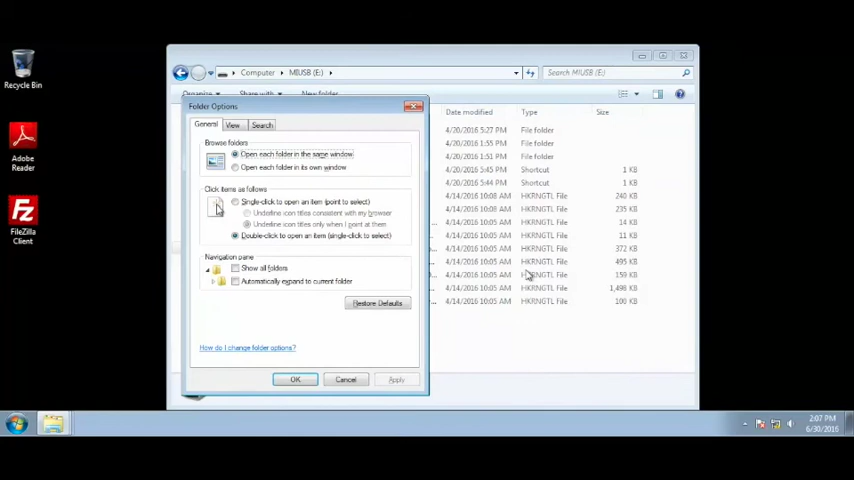 Recycle Bin
Adobe
Reader
FileZilla
Client
Computer
MIUSB (E:)
Search MIUSB (E:)
Organize
Share with
New folder
Folder Options
General
View
Search
Browse folders
Open each folder in the same window
Open each folder in its own window
Click items as follows
Single-click to open an item (point to select)
Underline icon titles consistent with my browser
Underline icon titles only when I point at them
Double-click to open an item (single-click to select)
Navigation pane
Show all folders
Automatically expand to current folder
Restore Defaults
How do I change folder options?
OK
Cancel
Apply
Date modified Type Size
4/20/2016 5:27 PM File folder
4/20/2016 1:55 PM File folder
4/20/2016 1:51 PM File folder
4/20/2016 5:45 PM Shortcut 1 KB
4/20/2016 5:44 PM Shortcut 1 KB
4/14/2016 10:08 AM HKRNGTL File 240 KB
4/14/2016 10:08 AM HKRNGTL File 235 KB
4/14/2016 10:05 AM HKRNGTL File 14 KB
4/14/2016 10:05 AM HKRNGTL File 11 KB
4/14/2016 10:05 AM HKRNGTL File 372 KB
4/14/2016 10:05 AM HKRNGTL File 495 KB
4/14/2016 10:05 AM HKRNGTL File 159 KB
4/14/2016 10:05 AM HKRNGTL File 1,498 KB
4/14/2016 10:05 AM HKRNGTL File 100 KB
2:07 PM
6/30/2016